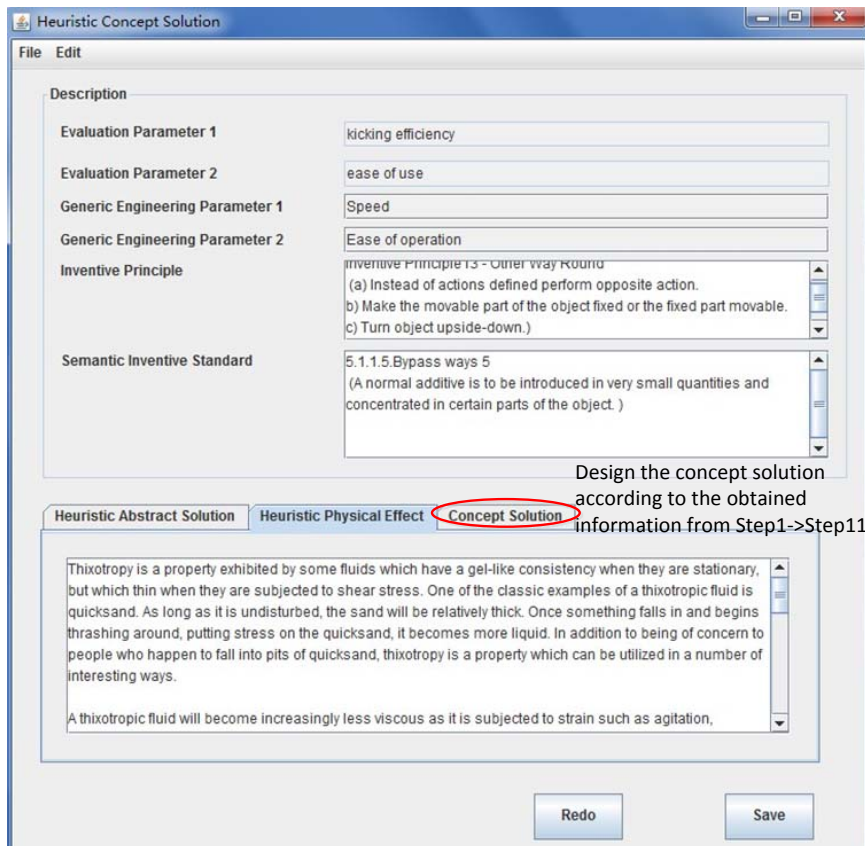 Heuristic Concept Solution
File Edit
Description
Evaluation Parameter 1
kicking efficiency
Evaluation Parameter 2
ease of use
Generic Engineering Parameter 1
Speed
Generic Engineering Parameter 2
Ease of operation
Inventive Principle
Inventive Principle13 - Other Way Round
(a) Instead of actions defined perform opposite action.
b) Make the movable part of the object fixed or the fixed part movable.
c) Turn object upside-down.)
Semantic Inventive Standard
5.1.1.5.Bypass ways 5
(A normal additive is to be introduced in very small quantities and
concentrated in certain parts of the object. )
Design the concept solution
according to the obtained
information from Step1->Step11
Heuristic Abstract Solution Heuristic Physical Effect Concept Solution
Thixotropy is a property exhibited by some fluids which have a gel-like consistency when they are stationary,
but which thin when they are subjected to shear stress. One of the classic examples of a thixotropic fluid is
quicksand. As long as it is undisturbed, the sand will be relatively thick. Once something falls in and begins
thrashing around, putting stress on the quicksand, it becomes more liquid. In addition to being of concern to
people who happen to fall into pits of quicksand, thixotropy is a property which can be utilized in a number of
interesting ways.
A thixotropic fluid will become increasingly less viscous as it is subjected to strain such as agitation,
Redo Save